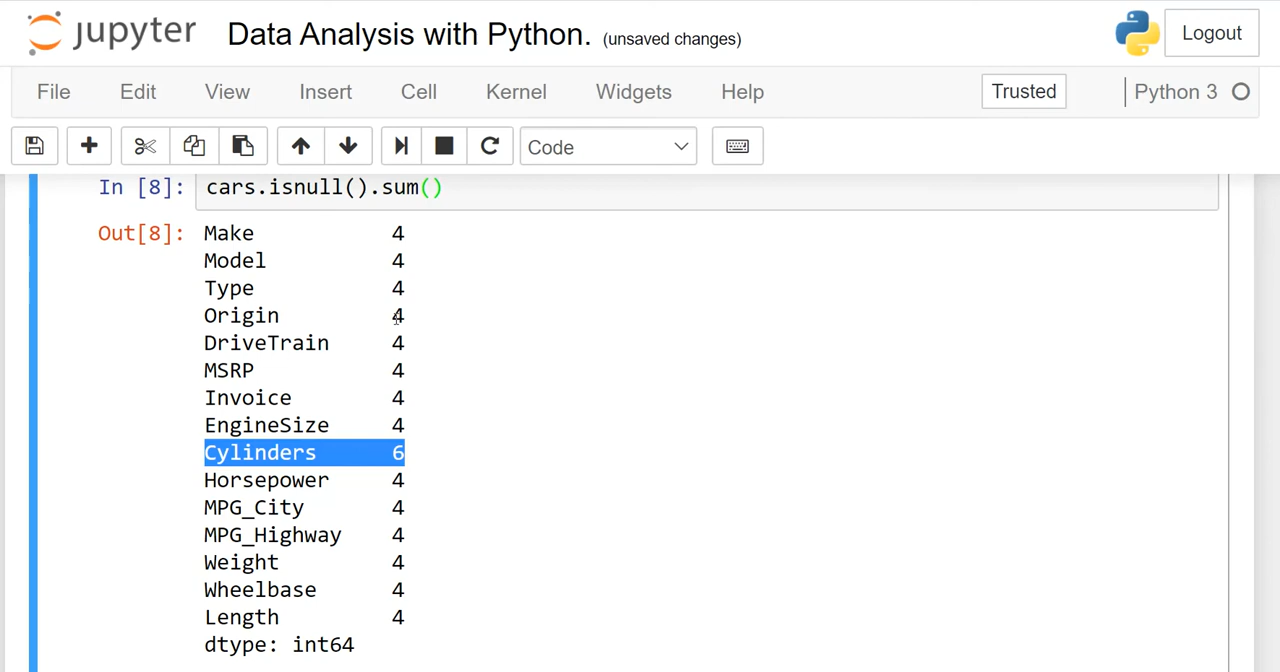 jupyter Data Analysis with Python. (unsaved changes) Logout
File Edit View Insert Cell Kernel Widgets Help Trusted Python 3
Code
In [8]: cars.isnull().sum()
Out[8]: Make 4
Model 4
Type 4
Origin 4
DriveTrain 4
MSRP 4
Invoice 4
EngineSize 4
Cylinders 6
Horsepower 4
MPG_City 4
MPG_Highway 4
Weight 4
Wheelbase 4
Length 4
dtype: int64